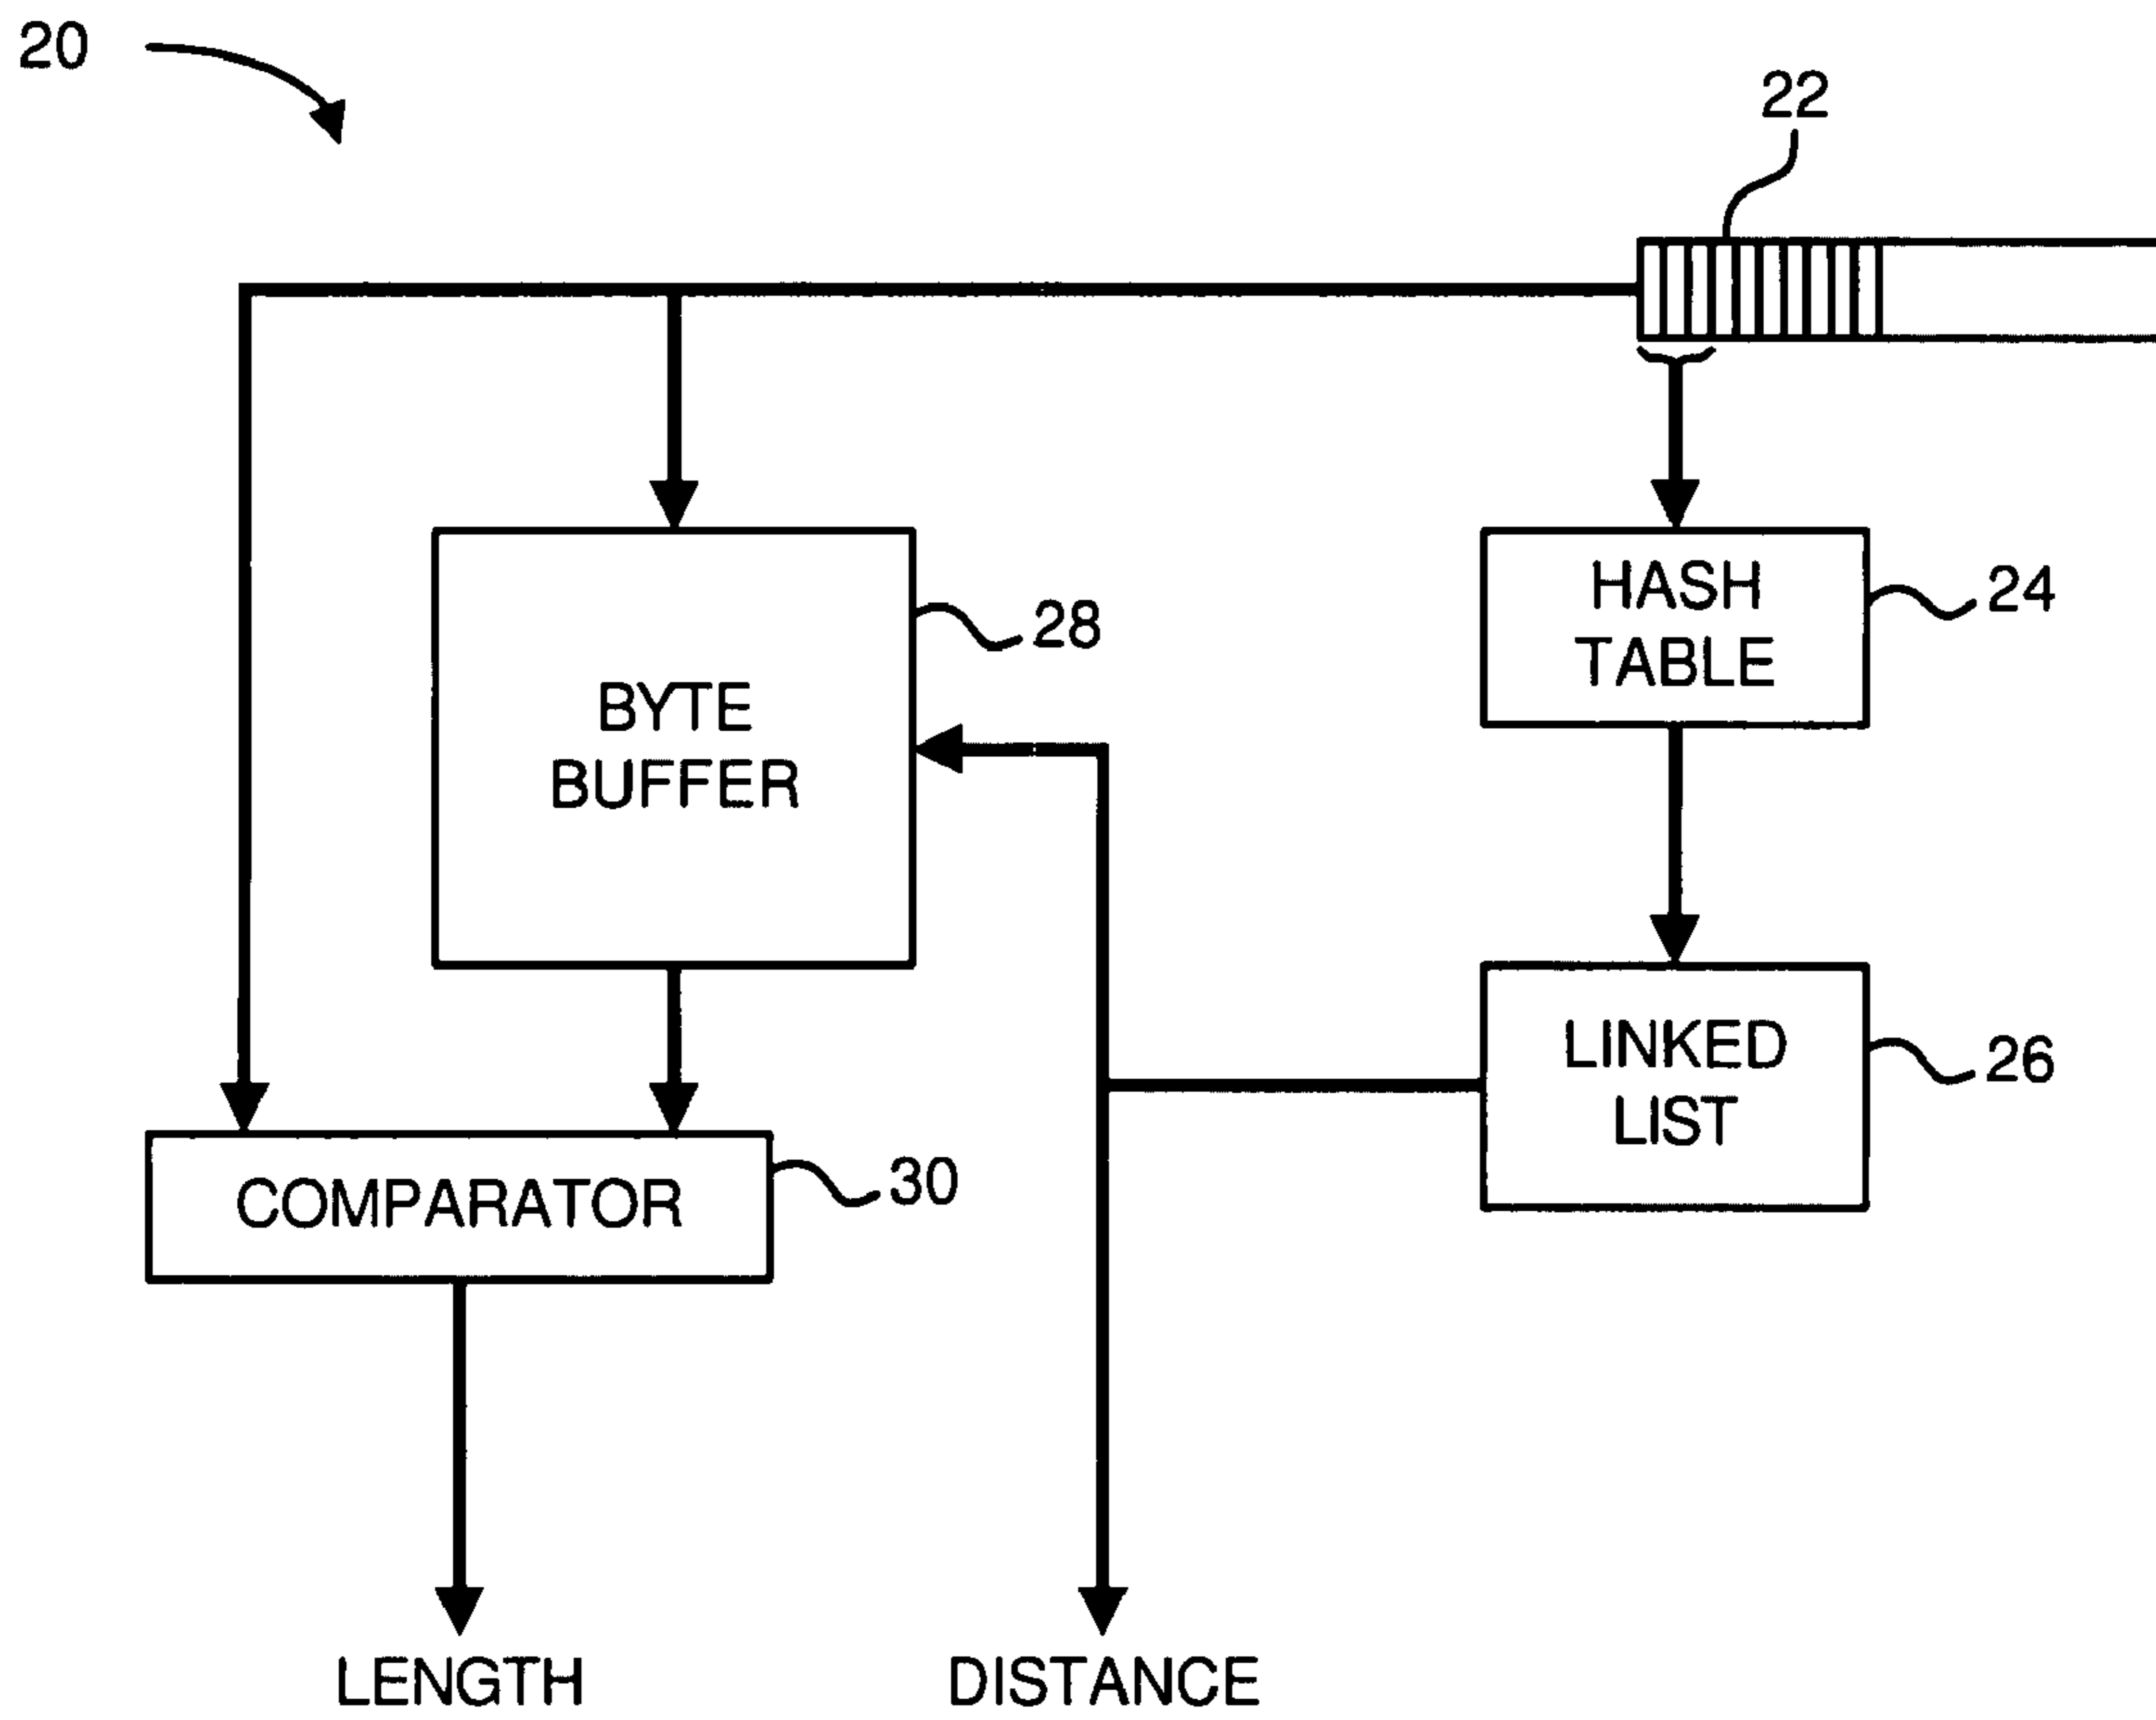 20
22
HASH
TABLE
24
28
BYTE
BUFFER
LINKED
LIST
26
COMPARATOR
30
LENGTH
DISTANCE